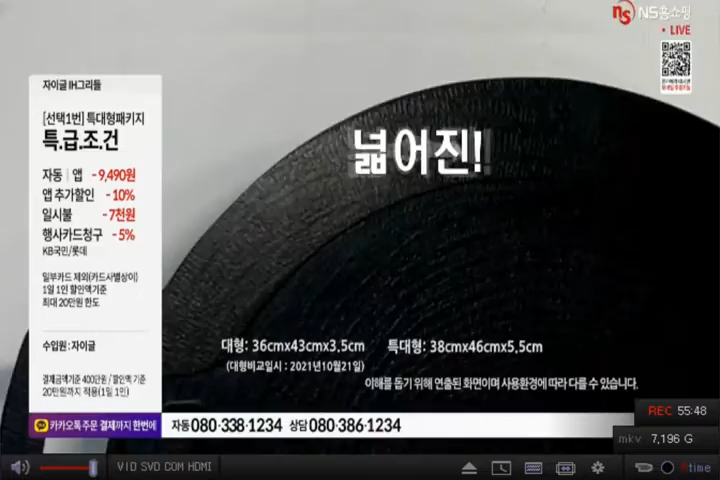 NS홈쇼핑
LIVE
자이글 IH그리들
[선택1번] 특대형패키지
특.급.조.건
자동 | 앱 -9,490원
앱 추가할인 -10%
일시불 -7천원
행사카드청구 -5%
KB국민/롯데
일부카드 제외(카드사별상이)
1일 1인 할인액기준
최대 20만원 한도
수입원 : 자이글
결제금액기준 400만원 / 할인액 기준
20만원까지 적용(1일 1인)
넓어진!
대형: 36cmx43cmx3.5cm 특대형: 38cmx46cmx5.5cm
(대형비교일시 : 2021년10월21일)
이해를 돕기 위해 연출된 화면이며 사용환경에 따라 다를 수 있습니다.
카카오톡 주문 결제까지 한번에 자동 080·338·1234 상담 080·386·1234
REC 55:48
mkv 7,196 G
VID SVD COM HDMI
Xtime